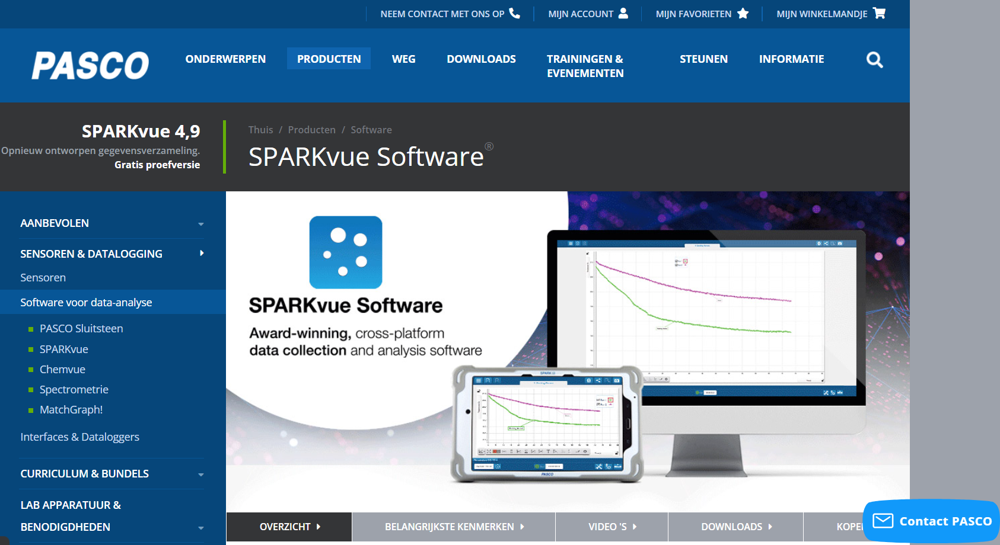 NEEM CONTACT MET ONS OP
MIJN ACCOUNT
MIJN FAVORIETEN
MIJN WINKELMANDJE
PASCO
ONDERWERPEN
PRODUCTEN
WEG
DOWNLOADS
TRAININGEN &
EVENEMENTEN
STEUNEN
INFORMATIE
SPARKvue 4,9
Opnieuw ontworpen gegevensverzameling.
Gratis proefversie
Thuis / Producten / Software
SPARKvue Software®
AANBEVOLEN
SENSOREN & DATALOGGING
Sensoren
Software voor data-analyse
PASCO Sluitsteen
SPARKvue
Chemvue
Spectrometrie
MatchGraph!
Interfaces & Dataloggers
CURRICULUM & BUNDELS
LAB APPARATUUR &
BENODIGDHEDEN
SPARKvue Software
Award-winning, cross-platform
data collection and analysis software
PASCO
OVERZICHT
BELANGRIJKSTE KENMERKEN
VIDEO 'S
DOWNLOADS
Contact PASCO